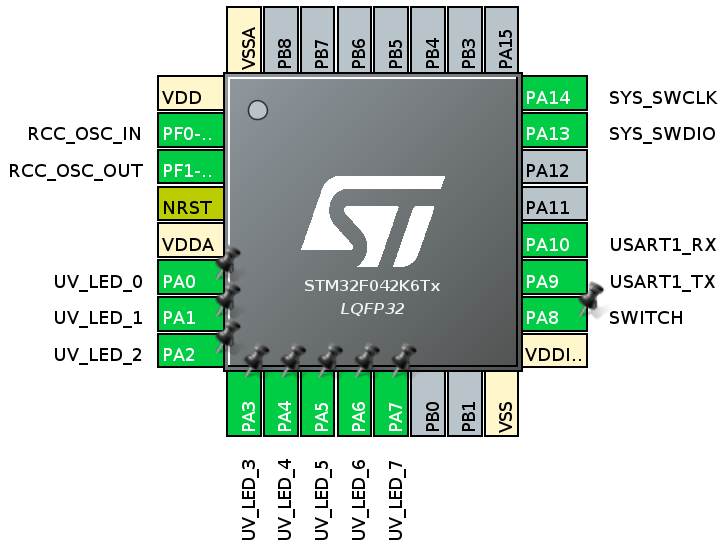 VSSA
PB8
PB7
PB6
PB5
PB4
PB3
PA15
VDD
RCC_OSC_IN PF0-..
RCC_OSC_OUT PF1-..
NRST
VDDA
UV_LED_0 PA0
UV_LED_1 PA1
UV_LED_2 PA2
ST
STM32F042K6Tx
LQFP32
PA14 SYS_SWCLK
PA13 SYS_SWDIO
PA12
PA11
PA10 USART1_RX
PA9 USART1_TX
PA8 SWITCH
VDDI..
PA3
PA4
PA5
PA6
PA7
PB0
PB1
VSS
UV_LED_3
UV_LED_4
UV_LED_5
UV_LED_6
UV_LED_7